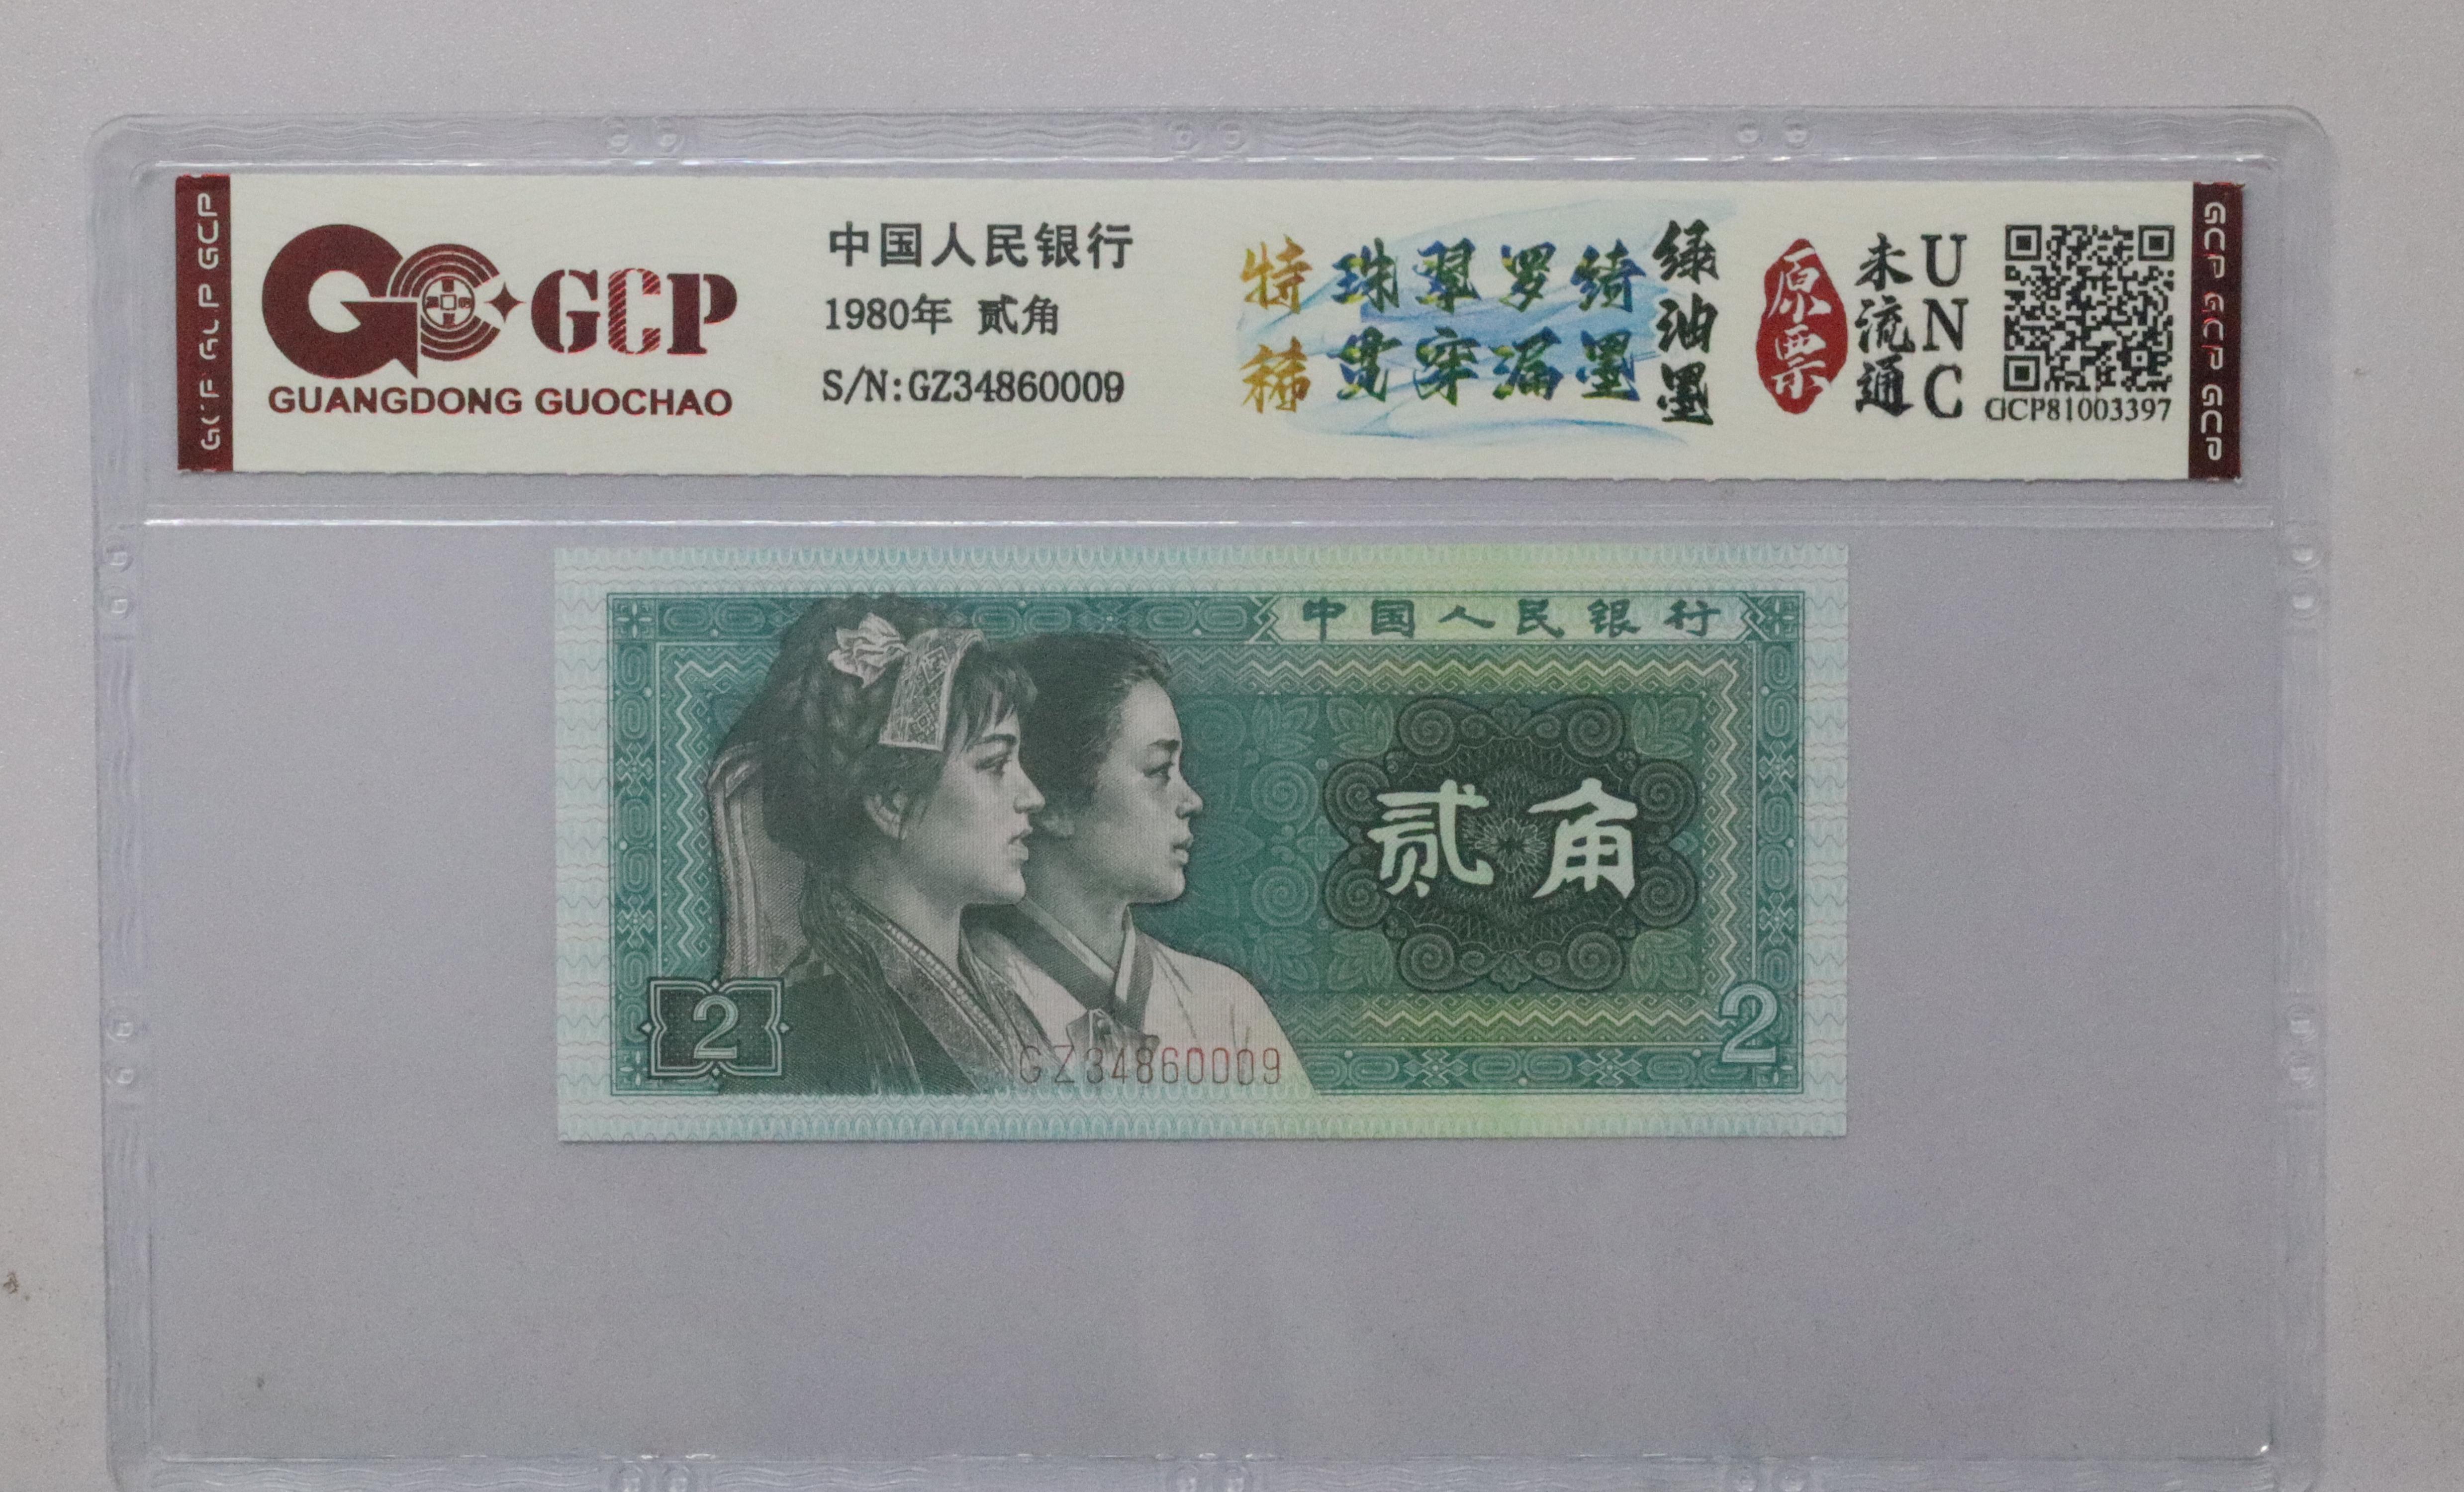 GCP GCP GCP
GCP
GUANGDONG GUOCHAO
中国人民银行
1980年 贰角
S/N:GZ34860009
特稀
珠翠罗绮
贯穿漏墨
绿油墨
原票
未流通
UNC
GCP81003397
GCP GCP GCP
中国人民银行
贰角
2
2
GZ34860009